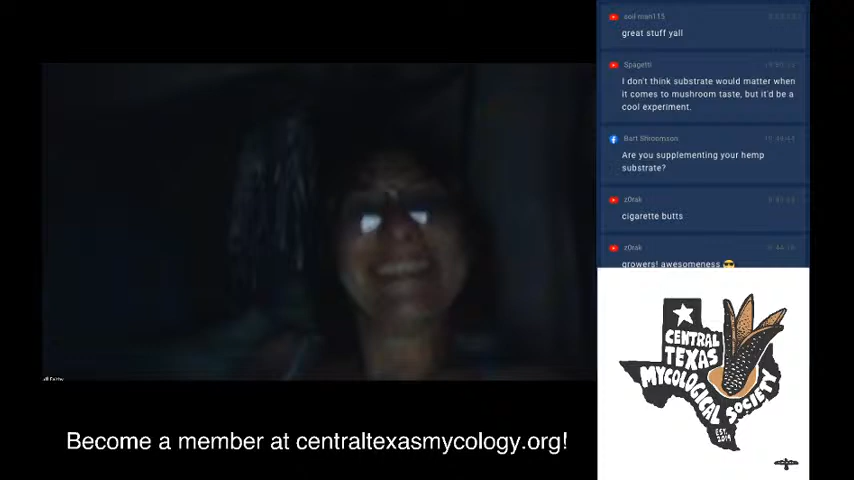 soil man115
great stuff yall
Spagetti
I don't think substrate would matter when
it comes to mushroom taste, but it'd be a
cool experiment.
Bart Shroomson
Are you supplementing your hemp
substrate?
z0rak
cigarette butts
z0rak
growers! awesomeness 😎
CENTRAL
TEXAS
MYCOLOGICAL SOCIETY
EST.
2019
Become a member at centraltexasmycology.org!